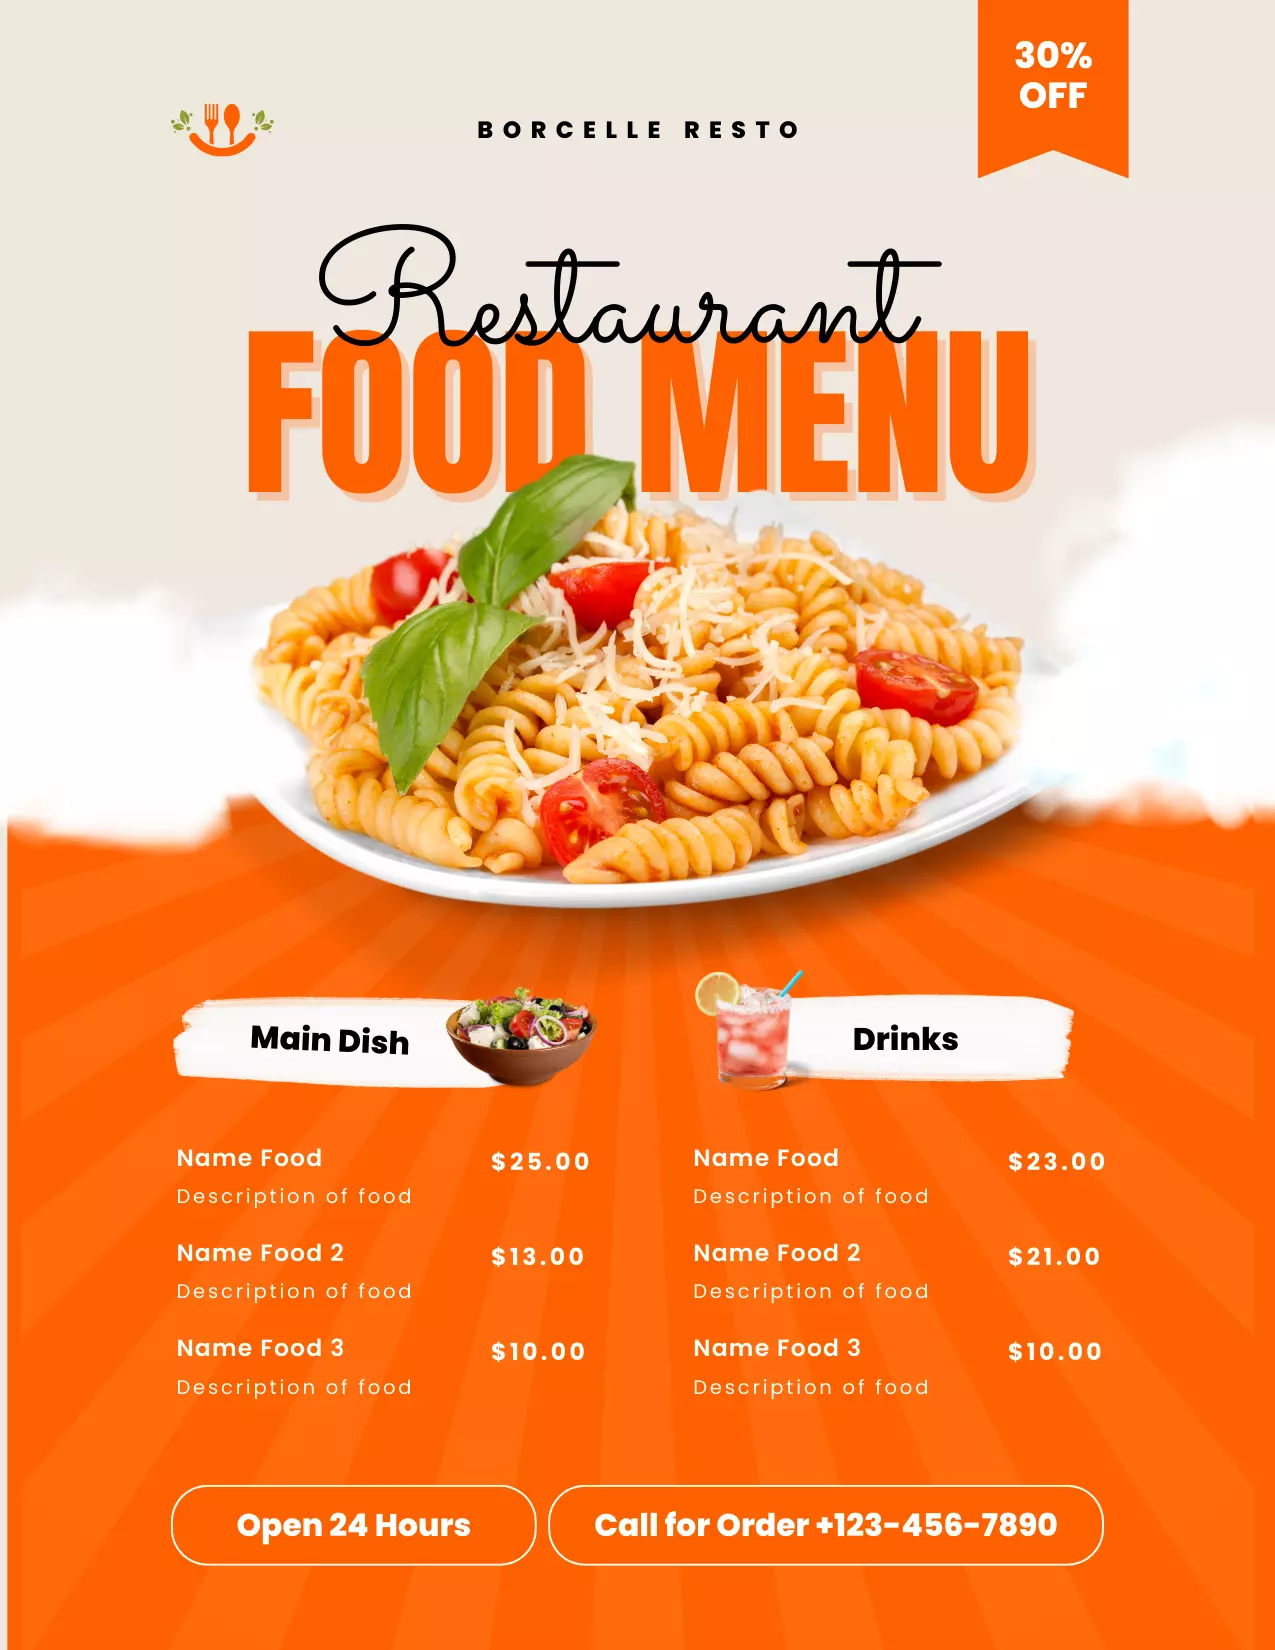 30%
OFF
BORCELLE RESTO
Restaurant
FOOD MENU
Main Dish
Name Food $25.00
Description of food
Name Food 2 $13.00
Description of food
Name Food 3 $10.00
Description of food
Drinks
Name Food $23.00
Description of food
Name Food 2 $21.00
Description of food
Name Food 3 $10.00
Description of food
Open 24 Hours
Call for Order +123-456-7890